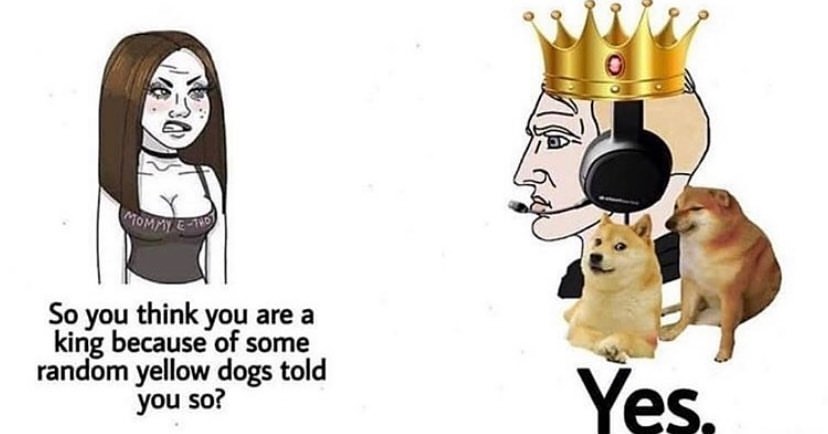 MOMMY E-THOT
So you think you are a
king because of some
random yellow dogs told
you so?
Yes.